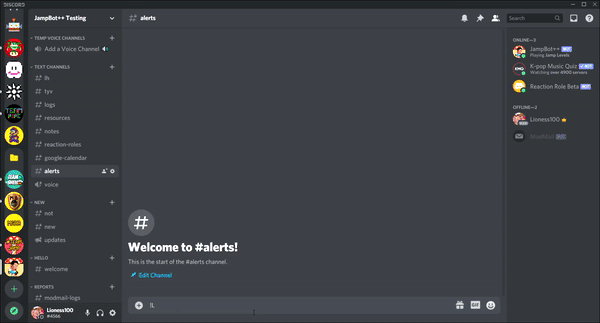 DISCORD
JampBot++ Testing
alerts
Search
TEMP VOICE CHANNELS
Add a Voice Channel
TEXT CHANNELS
tyv
logs
resources
notes
reaction-roles
google-calendar
alerts
voice
NEW
not
new
updates
HELLO
welcome
REPORTS
modmail-logs
Lioness100
#4566
Welcome to #alerts!
This is the start of the #alerts channel.
Edit Channel
GIF
ONLINE—3
JampBot++ BOT
Playing Jamp Levels
K-pop Music Quiz BOT
Watching over 4900 servers
Reaction Role Beta BOT
OFFLINE—2
Lioness100
ModMail BOT